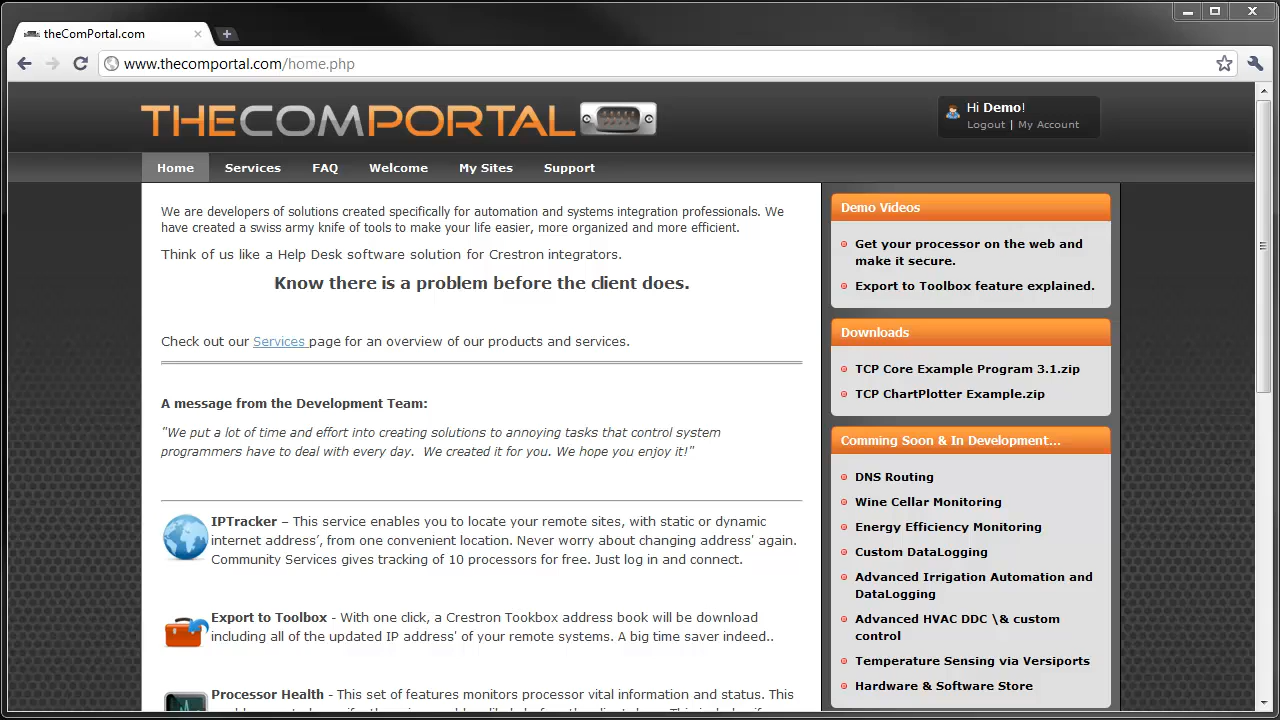 theComPortal.com
www.thecomportal.com/home.php
THECOMPORTAL
Hi Demo!
Logout | My Account
Home Services FAQ Welcome My Sites Support
We are developers of solutions created specifically for automation and systems integration professionals. We
have created a swiss army knife of tools to make your life easier, more organized and more efficient.
Think of us like a Help Desk software solution for Crestron integrators.
Know there is a problem before the client does.
Check out our Services page for an overview of our products and services.
A message from the Development Team:
"We put a lot of time and effort into creating solutions to annoying tasks that control system
programmers have to deal with every day.  We created it for you. We hope you enjoy it!"
IPTracker – This service enables you to locate your remote sites, with static or dynamic
internet address', from one convenient location. Never worry about changing address' again.
Community Services gives tracking of 10 processors for free. Just log in and connect.
Export to Toolbox - With one click, a Crestron Tookbox address book will be download
including all of the updated IP address' of your remote systems. A big time saver indeed..
Processor Health - This set of features monitors processor vital information and status. This
Demo Videos
Get your processor on the web and
make it secure.
Export to Toolbox feature explained.
Downloads
TCP Core Example Program 3.1.zip
TCP ChartPlotter Example.zip
Comming Soon & In Development...
DNS Routing
Wine Cellar Monitoring
Energy Efficiency Monitoring
Custom DataLogging
Advanced Irrigation Automation and
DataLogging
Advanced HVAC DDC \& custom
control
Temperature Sensing via Versiports
Hardware & Software Store